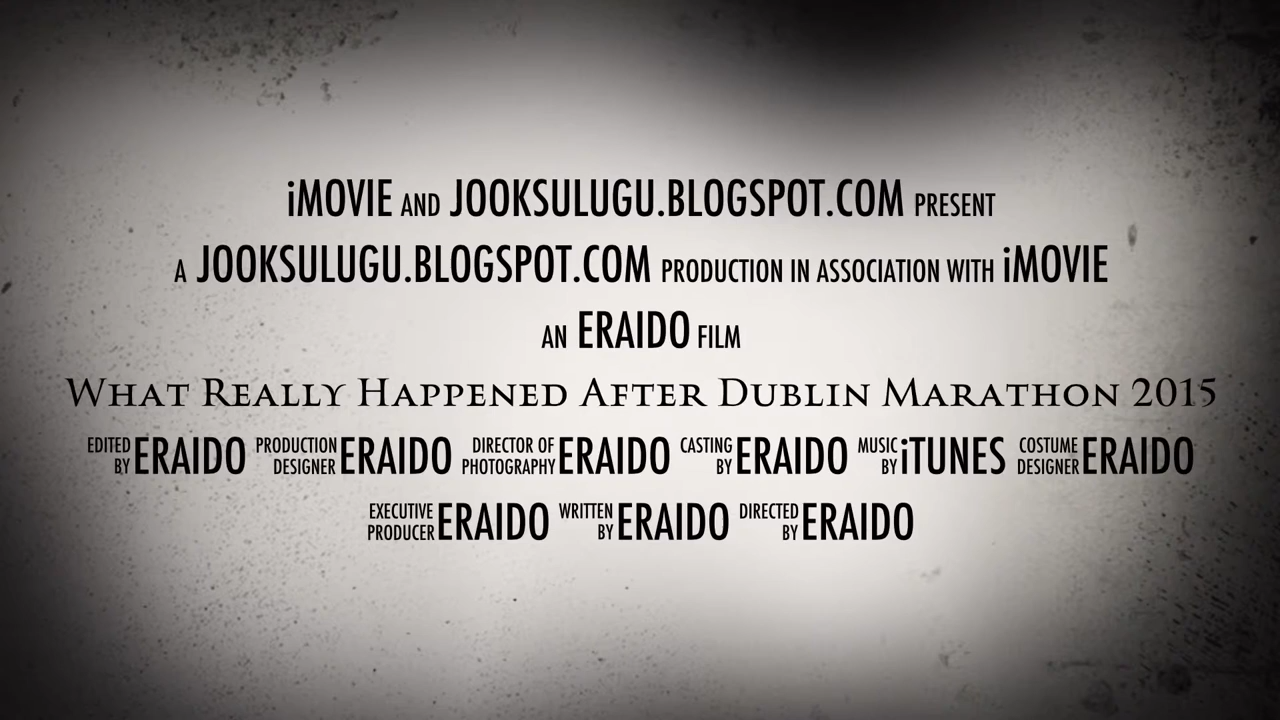 iMOVIE AND JOOKSULUGU.BLOGSPOT.COM PRESENT
A JOOKSULUGU.BLOGSPOT.COM PRODUCTION IN ASSOCIATION WITH iMOVIE
AN ERAIDO FILM
WHAT REALLY HAPPENED AFTER DUBLIN MARATHON 2015
EDITED BY ERAIDO PRODUCTION DESIGNER ERAIDO DIRECTOR OF PHOTOGRAPHY ERAIDO CASTING BY ERAIDO MUSIC BY iTUNES COSTUME DESIGNER ERAIDO
EXECUTIVE PRODUCER ERAIDO WRITTEN BY ERAIDO DIRECTED BY ERAIDO